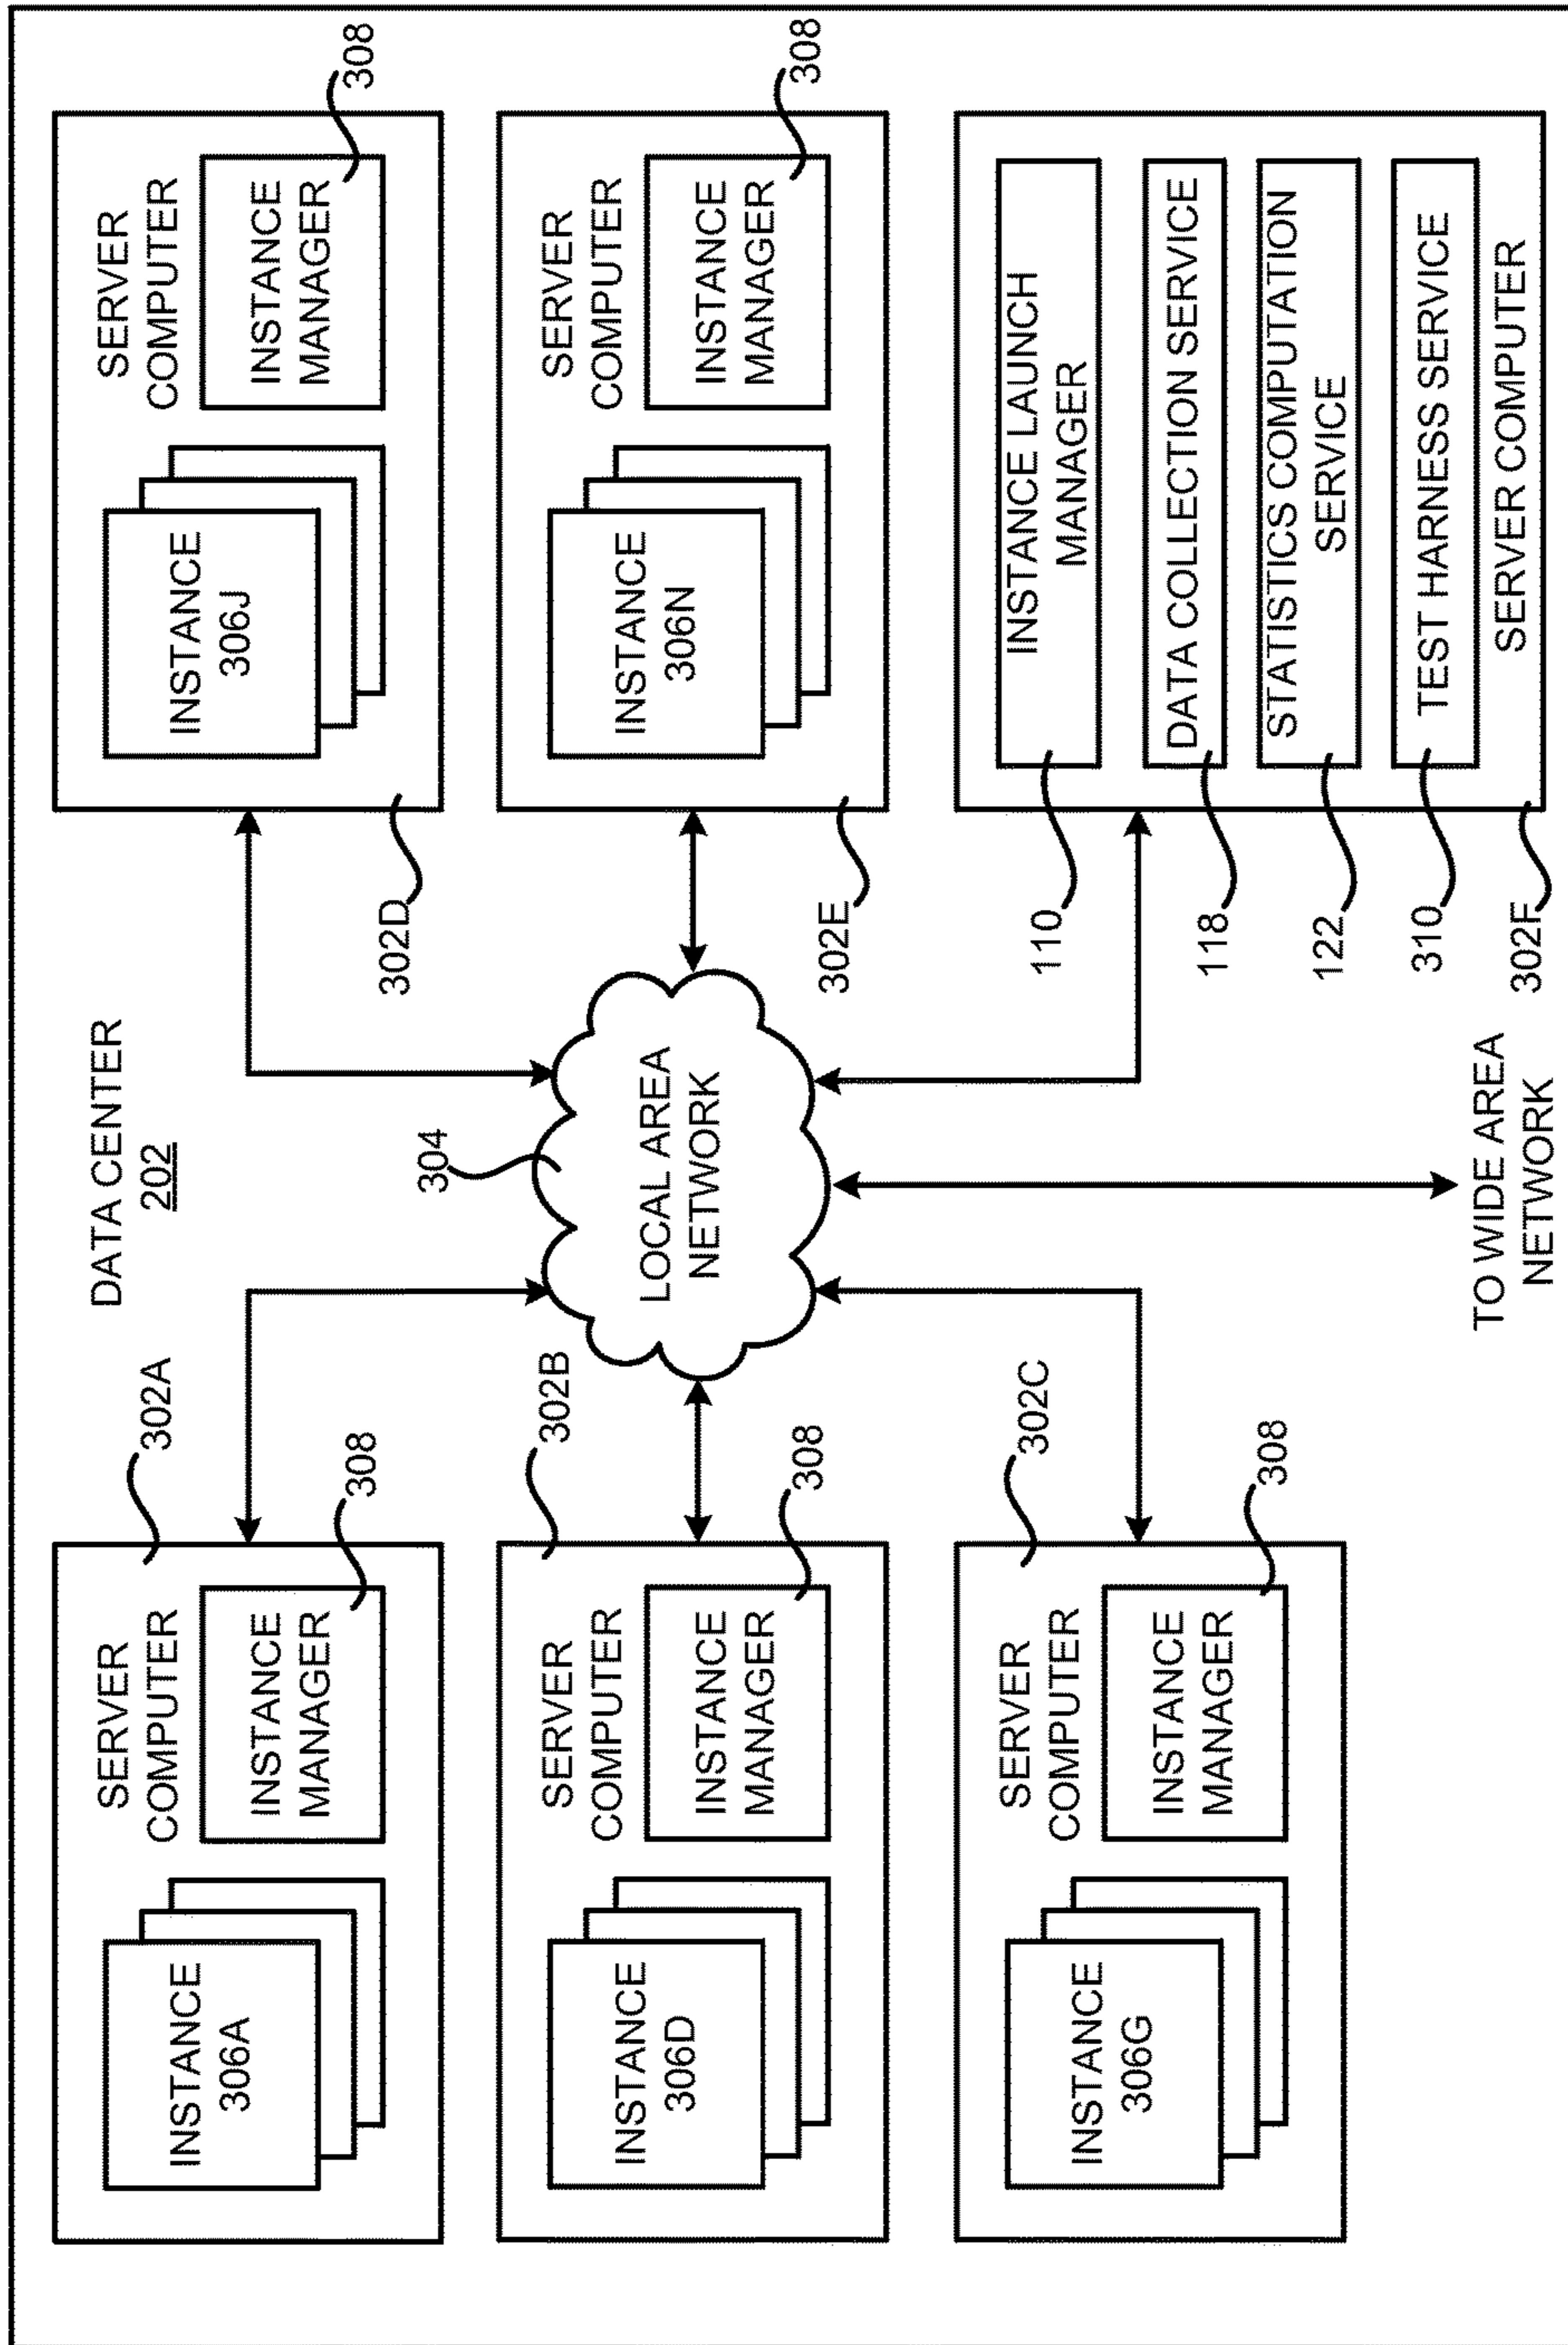 DATA CENTER
202
302A
SERVER
COMPUTER
INSTANCE
306A
INSTANCE
MANAGER
308
302B
SERVER
COMPUTER
INSTANCE
306D
INSTANCE
MANAGER
308
302C
SERVER
COMPUTER
INSTANCE
306G
INSTANCE
MANAGER
308
304
LOCAL AREA
NETWORK
TO WIDE AREA
NETWORK
SERVER
COMPUTER
INSTANCE
306J
INSTANCE
MANAGER
308
302D
SERVER
COMPUTER
INSTANCE
306N
INSTANCE
MANAGER
308
302E
INSTANCE LAUNCH
MANAGER
110
DATA COLLECTION SERVICE
118
STATISTICS COMPUTATION
SERVICE
122
TEST HARNESS SERVICE
310
SERVER COMPUTER
302F